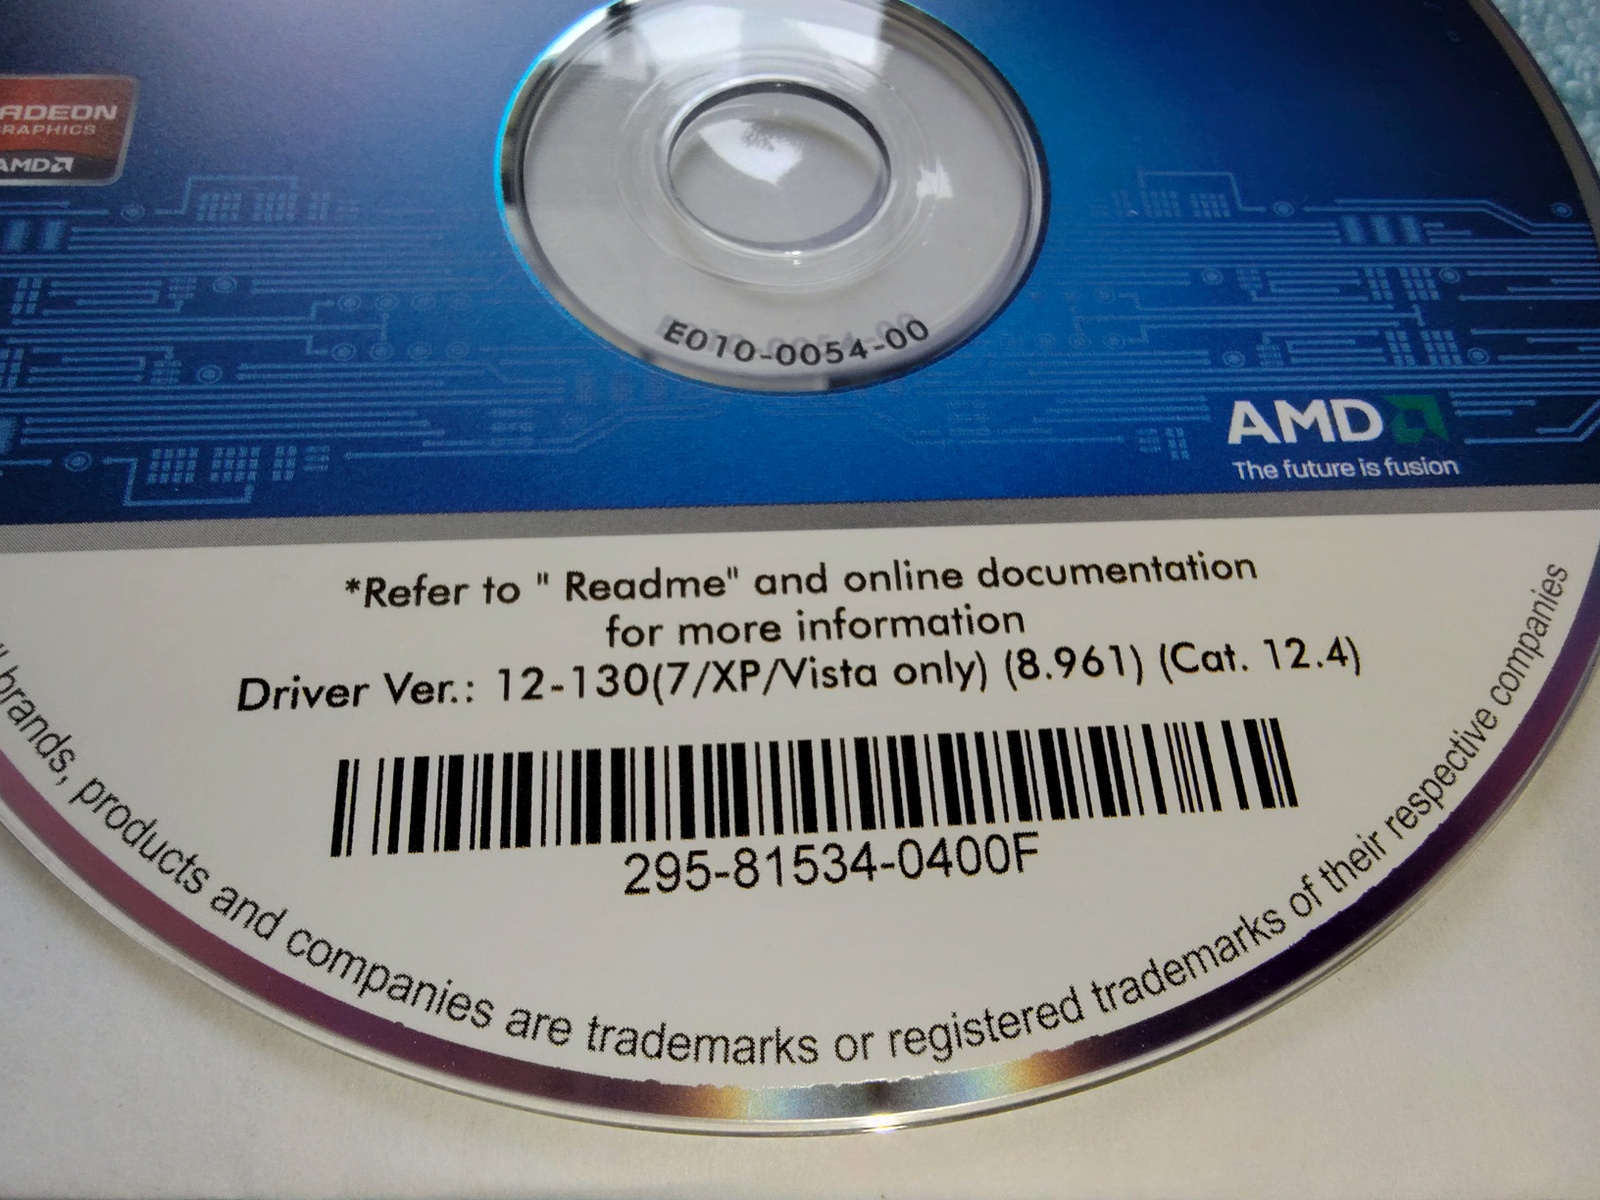 ADEON
RAPHICS
AMD
E010-0054-00
AMD
The future is fusion
*Refer to " Readme" and online documentation
for more information
Driver Ver.: 12-130(7/XP/Vista only) (8.961) (Cat. 12.4)
295-81534-0400F
brands, products and companies are trademarks or registered trademarks of their respective companies